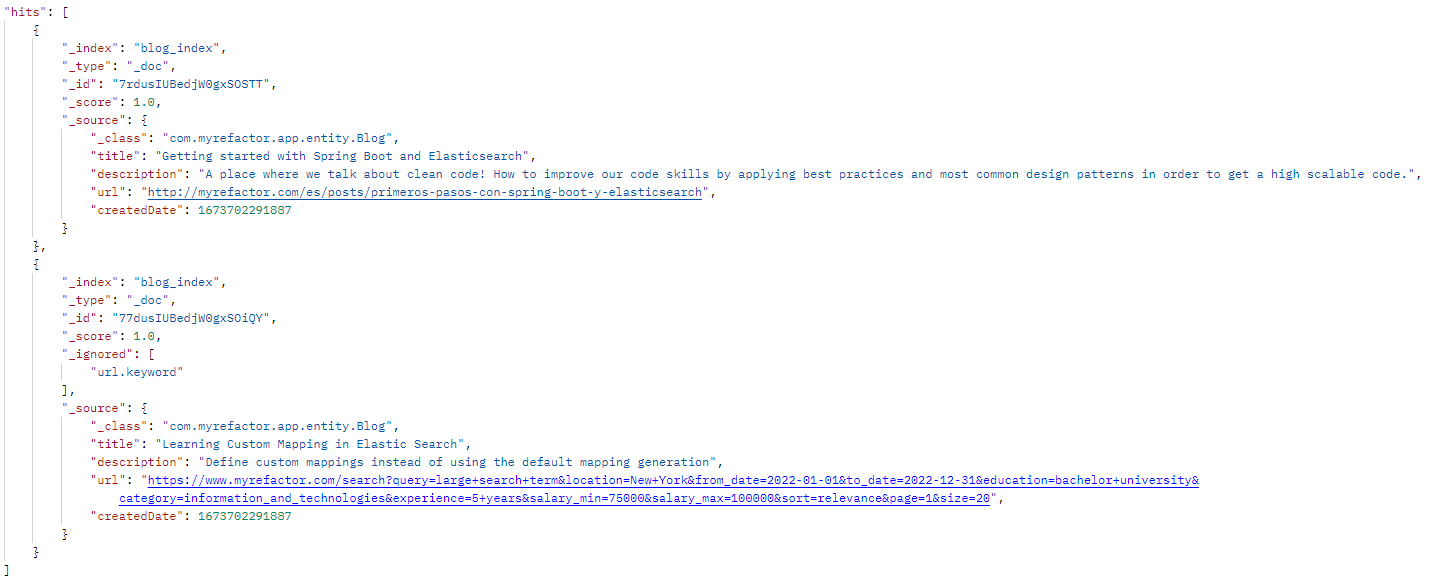 "hits": [
{
"_index": "blog_index",
"_type": "_doc",
"_id": "7rdusIUBedjW0gxSOSTT",
"_score": 1.0,
"_source": {
"_class": "com.myrefactor.app.entity.Blog",
"title": "Getting started with Spring Boot and Elasticsearch",
"description": "A place where we talk about clean code! How to improve our code skills by applying best practices and most common design patterns in order to get a high scalable code.",
"url": "http://myrefactor.com/es/posts/primeros-pasos-con-spring-boot-y-elasticsearch",
"createdDate": 1673702291887
}
},
{
"_index": "blog_index",
"_type": "_doc",
"_id": "77dusIUBedjW0gxSOiQY",
"_score": 1.0,
"_ignored": [
"url.keyword"
],
"_source": {
"_class": "com.myrefactor.app.entity.Blog",
"title": "Learning Custom Mapping in Elastic Search",
"description": "Define custom mappings instead of using the default mapping generation",
"url": "https://www.myrefactor.com/search?query=large+search+term&location=New+York&from_date=2022-01-01&to_date=2022-12-31&education=bachelor+university&
category=information_and_technologies&experience=5+years&salary_min=75000&salary_max=100000&sort=relevance&page=1&size=20",
"createdDate": 1673702291887
}
}
]